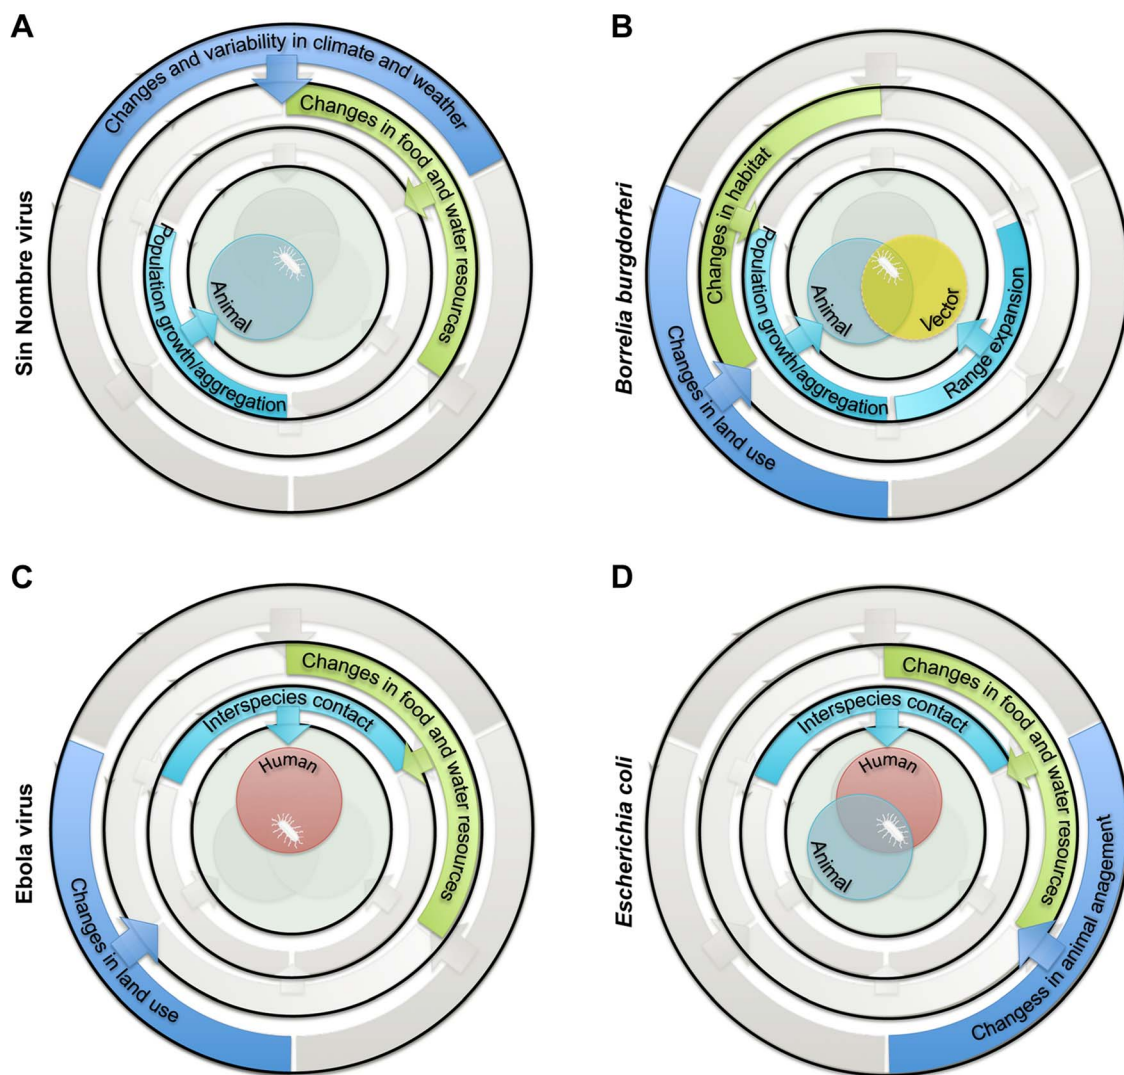 A
Sin Nombre virus
Changes and variability in climate and weather
Changes in food and water resources
Population growth/aggregation
Animal
B
Borrelia burgdorferi
Changes in habitat
Population growth/aggregation
Animal
Vector
Range expansion
Changes in land use
C
Ebola virus
Changes in food and water resources
Interspecies contact
Human
Changes in land use
D
Escherichia coli
Changes in food and water resources
Interspecies contact
Human
Animal
Changess in animal anagement